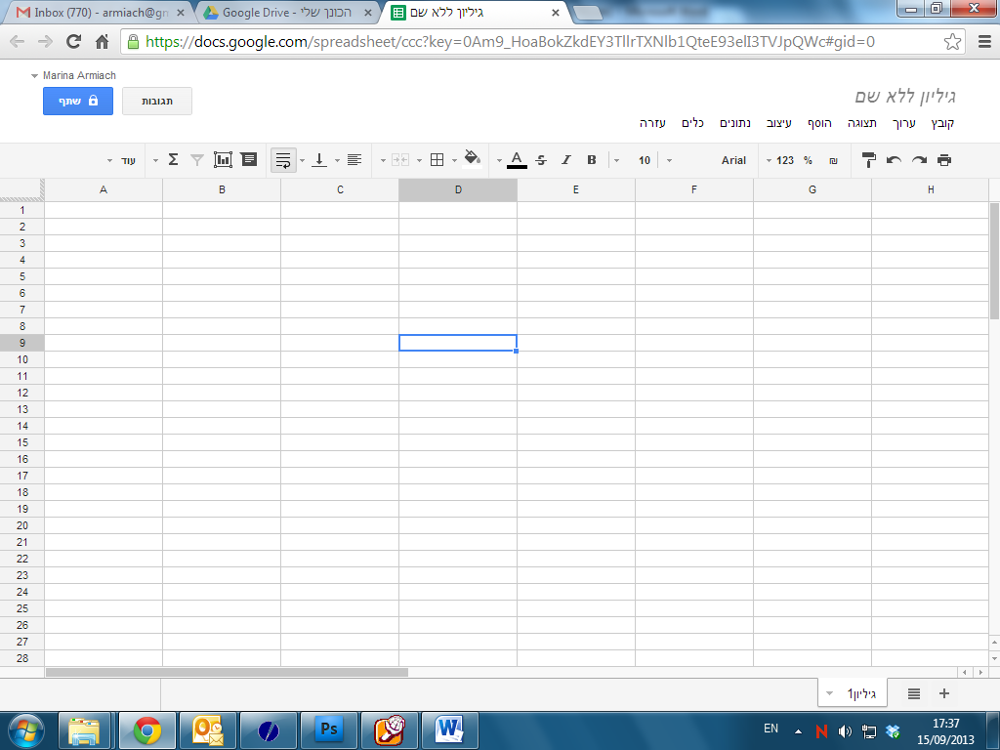 Inbox (770) - armiach@gm
Google Drive - הכונן שלי
גיליון ללא שם
https://docs.google.com/spreadsheet/ccc?key=0Am9_HoaBokZkdEY3TllrTXNlb1QteE93elI3TVJpQWc#gid=0
Marina Armiach
גיליון ללא שם
שתף
תגובות
קובץ ערוך תצוגה הוסף עיצוב נתונים כלים עזרה
₪ % 123 Arial 10 B I S A Σ עוד
A B C D E F G H
1
2
3
4
5
6
7
8
9
10
11
12
13
14
15
16
17
18
19
20
21
22
23
24
25
26
27
28
גיליון1
Ps
W
EN
N
17:37
15/09/2013